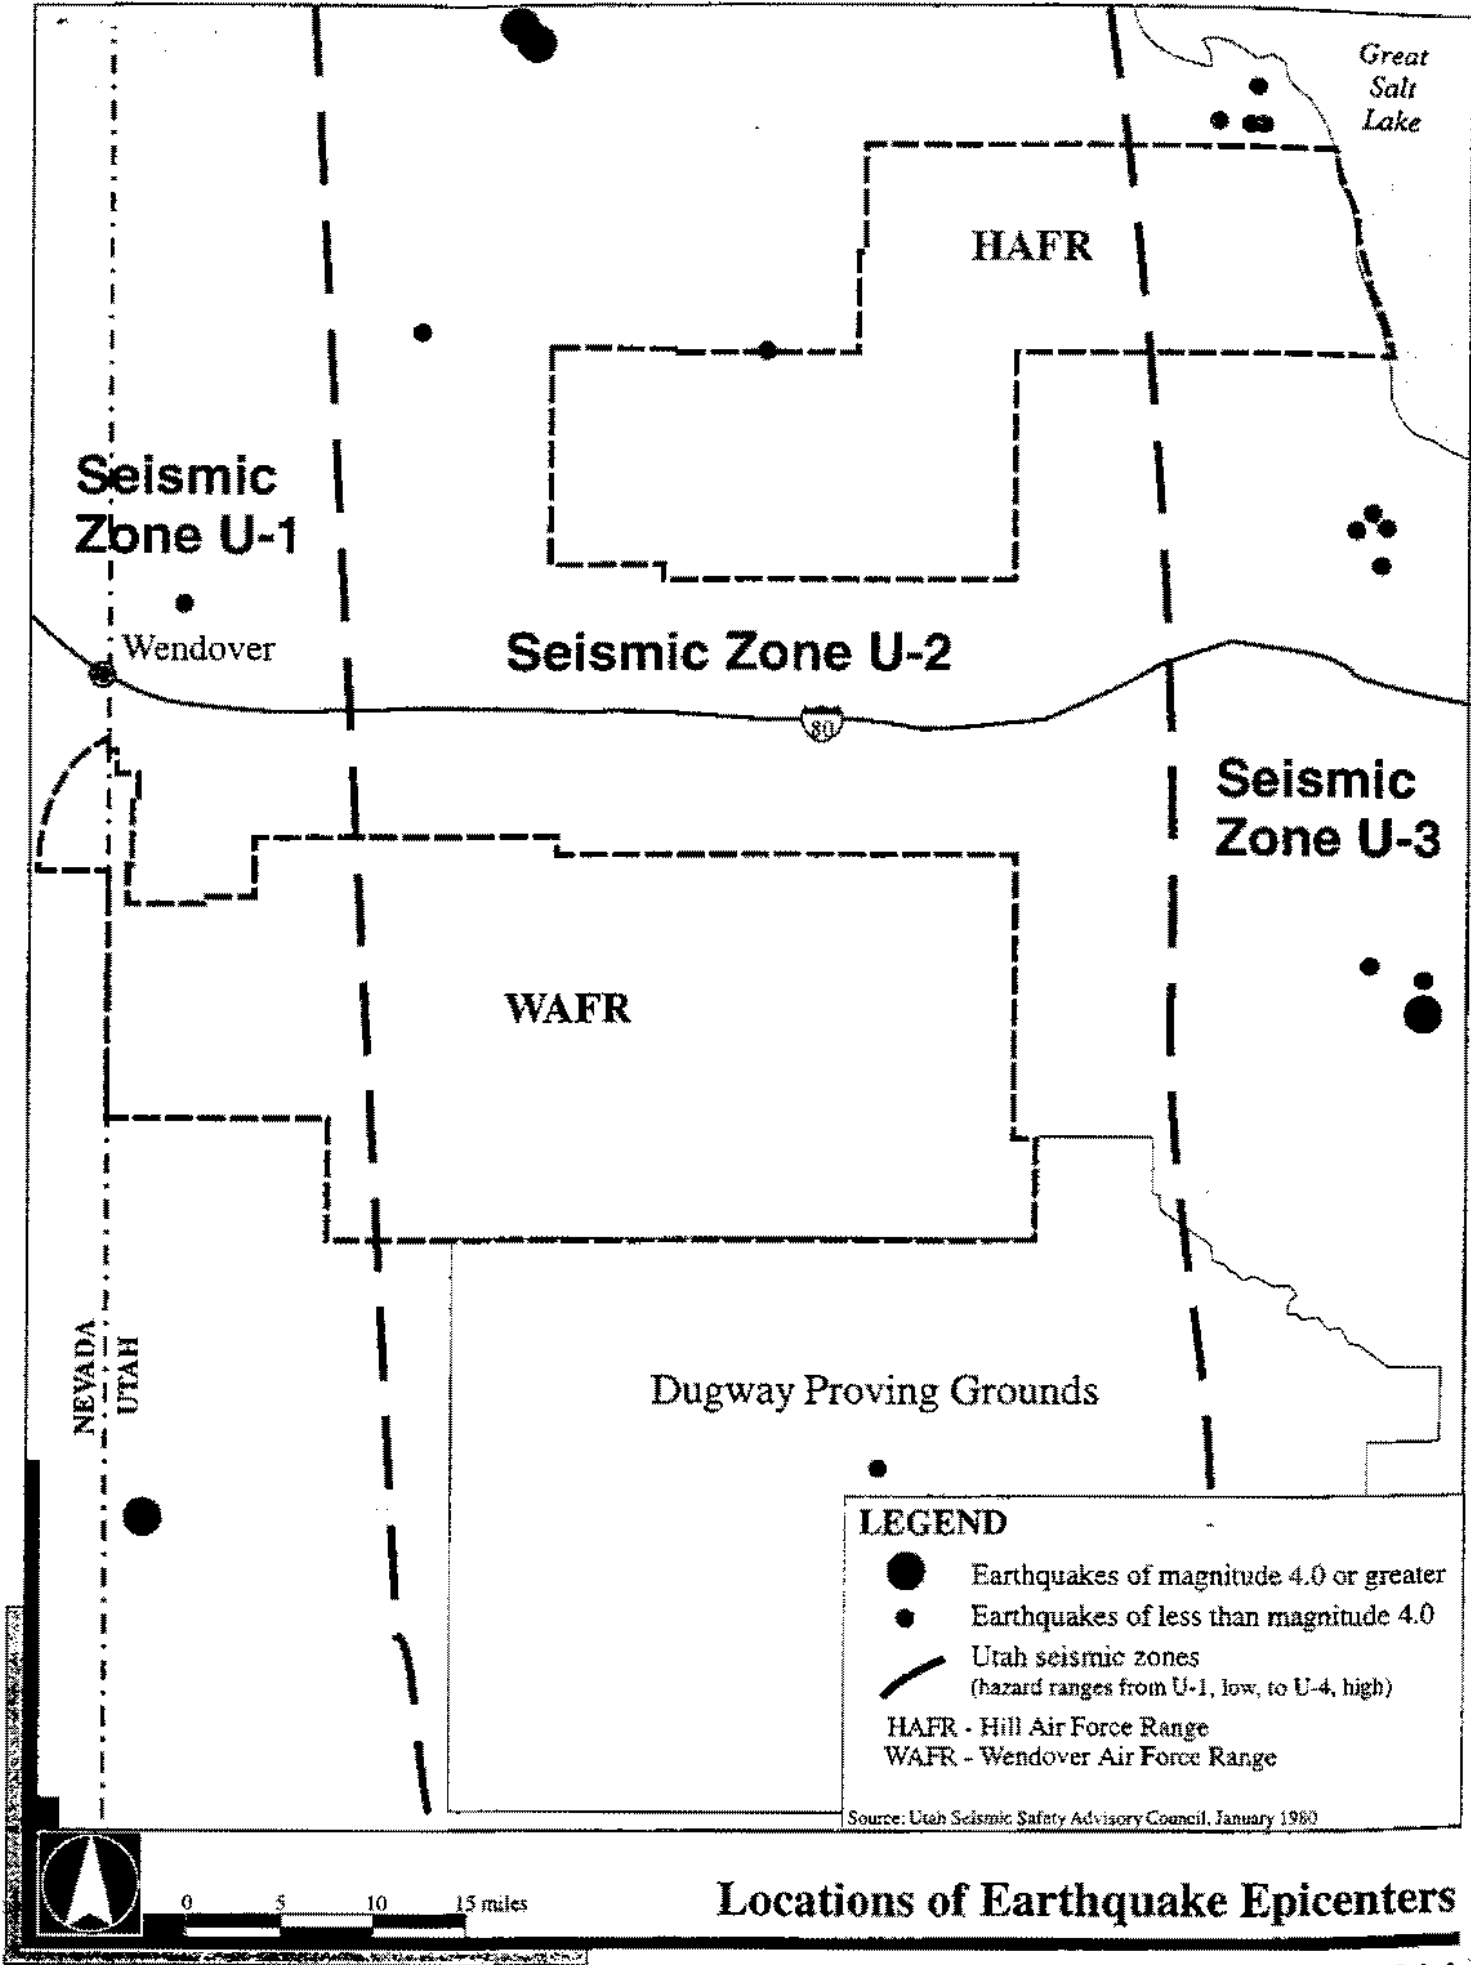 Great
Salt
Lake
HAFR
Seismic
Zone U-1
Wendover
Seismic Zone U-2
80
Seismic
Zone U-3
WAFR
NEVADA
UTAH
Dugway Proving Grounds
LEGEND
Earthquakes of magnitude 4.0 or greater
Earthquakes of less than magnitude 4.0
Utah seismic zones
(hazard ranges from U-1, low, to U-4, high)
HAFR - Hill Air Force Range
WAFR - Wendover Air Force Range
Source: Utah Seismic Safety Advisory Council, January 1980
0 5 10 15 miles
Locations of Earthquake Epicenters